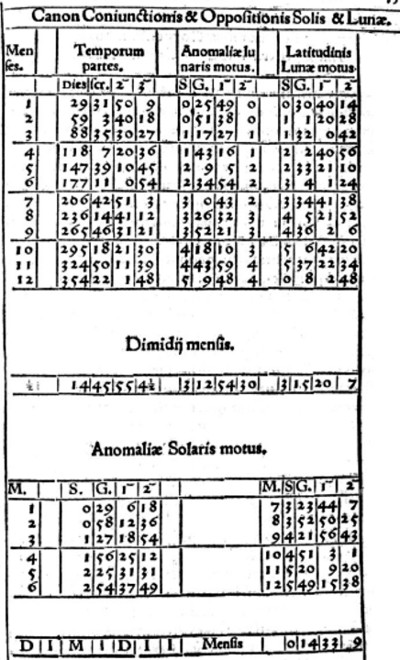 Canon Coniunctionis & Oppositionis Solis & Lunæ.
Men ses. | Temporum partes. | Anomaliæ lu naris motus. | Latitudinis Lunæ motus.
Dies | scr. | 2̅ | 3̅ | S | G. | 1̅ | 2̅ | S | G. | 1̅ | 2̅
1 | 29 | 31 | 50 | 9 | 0 | 25 | 49 | 0 | 0 | 30 | 40 | 14
2 | 59 | 3 | 40 | 18 | 0 | 51 | 38 | 0 | 1 | 1 | 20 | 28
3 | 88 | 35 | 30 | 27 | 1 | 17 | 27 | 1 | 1 | 32 | 0 | 42
4 | 118 | 7 | 20 | 36 | 1 | 43 | 16 | 1 | 2 | 2 | 40 | 56
5 | 147 | 39 | 10 | 45 | 2 | 9 | 5 | 2 | 2 | 33 | 21 | 10
6 | 177 | 11 | 0 | 54 | 2 | 34 | 54 | 2 | 3 | 4 | 1 | 24
7 | 206 | 42 | 51 | 3 | 3 | 0 | 43 | 2 | 3 | 34 | 41 | 38
8 | 236 | 14 | 41 | 12 | 3 | 26 | 32 | 3 | 4 | 5 | 21 | 52
9 | 265 | 46 | 31 | 21 | 3 | 52 | 21 | 3 | 4 | 36 | 2 | 6
10 | 295 | 18 | 21 | 30 | 4 | 18 | 10 | 3 | 5 | 6 | 42 | 20
11 | 324 | 50 | 11 | 39 | 4 | 43 | 59 | 4 | 5 | 37 | 22 | 34
12 | 354 | 22 | 1 | 48 | 5 | 9 | 48 | 4 | 0 | 8 | 2 | 48
Dimidij mensis.
½ | 14 | 45 | 55 | 4½ | 3 | 12 | 54 | 30 | 3 | 15 | 20 | 7
Anomaliæ Solaris motus.
M. | S. | G. | 1̅ | 2̅ | M. | S | G. | 1̅ | 2̅
1 | 0 | 29 | 6 | 18 | 7 | 3 | 23 | 44 | 7
2 | 0 | 58 | 12 | 36 | 8 | 3 | 52 | 50 | 25
3 | 1 | 27 | 18 | 54 | 9 | 4 | 21 | 56 | 43
4 | 1 | 56 | 25 | 12 | 10 | 4 | 51 | 3 | 1
5 | 2 | 25 | 31 | 31 | 11 | 5 | 20 | 9 | 20
6 | 2 | 54 | 37 | 49 | 12 | 5 | 49 | 15 | 38
D | I | M | I | D | I | I | Mensis | 0 | 14 | 33 | 9